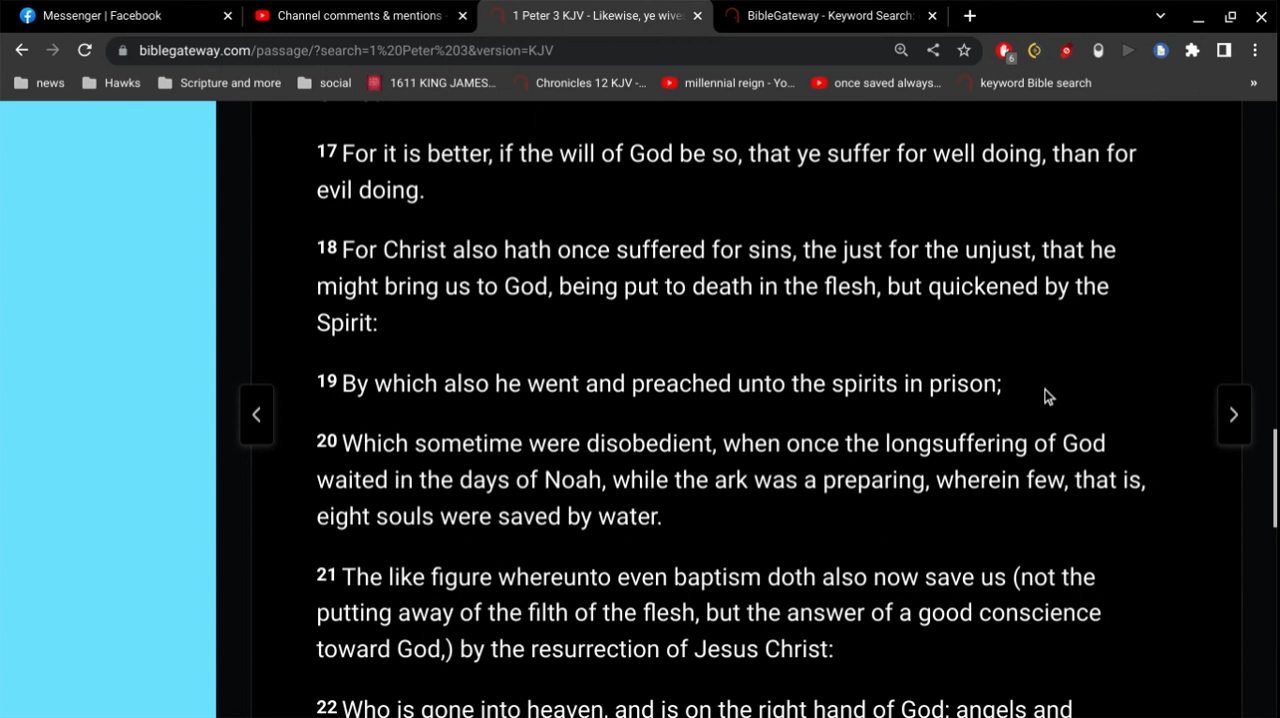 Messenger | Facebook
Channel comments & mentions -
1 Peter 3 KJV - Likewise, ye wive
BibleGateway - Keyword Search:
biblegateway.com/passage/?search=1%20Peter%203&version=KJV
6
news
Hawks
Scripture and more
social
1611 KING JAMES...
Chronicles 12 KJV -...
millennial reign - Yo...
once saved always...
keyword Bible search
»
17 For it is better, if the will of God be so, that ye suffer for well doing, than for
evil doing.
18 For Christ also hath once suffered for sins, the just for the unjust, that he
might bring us to God, being put to death in the flesh, but quickened by the
Spirit:
19 By which also he went and preached unto the spirits in prison;
20 Which sometime were disobedient, when once the longsuffering of God
waited in the days of Noah, while the ark was a preparing, wherein few, that is,
eight souls were saved by water.
21 The like figure whereunto even baptism doth also now save us (not the
putting away of the filth of the flesh, but the answer of a good conscience
toward God,) by the resurrection of Jesus Christ:
22 Who is gone into heaven, and is on the right hand of God; angels and